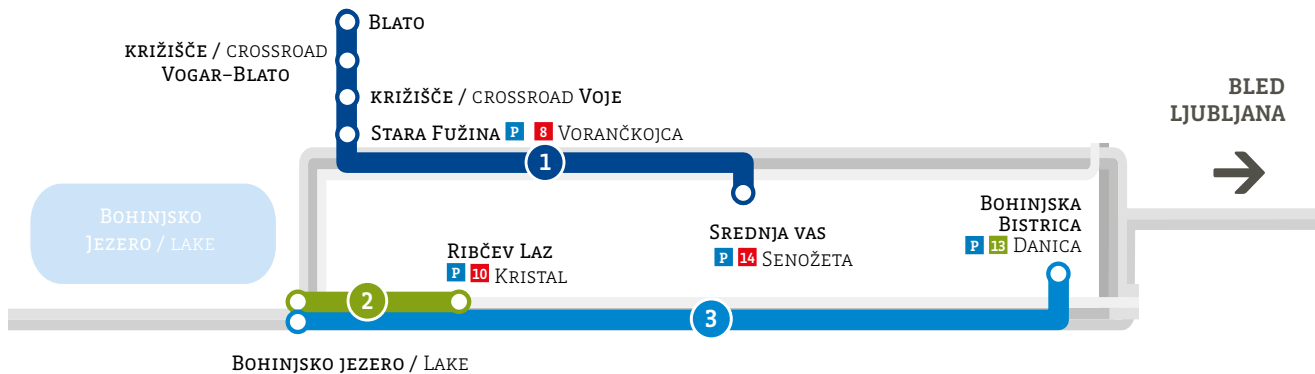 Blato
križišče / crossroad
Vogar–Blato
križišče / crossroad Voje
Stara Fužina P 8 Vorančkojca
1
Bled
Ljubljana
Bohinjsko
Jezero / lake
Srednja vas
P 14 Senožeta
Bohinjska
Bistrica
P 13 Danica
Ribčev Laz
P 10 Kristal
2
3
Bohinjsko jezero / Lake